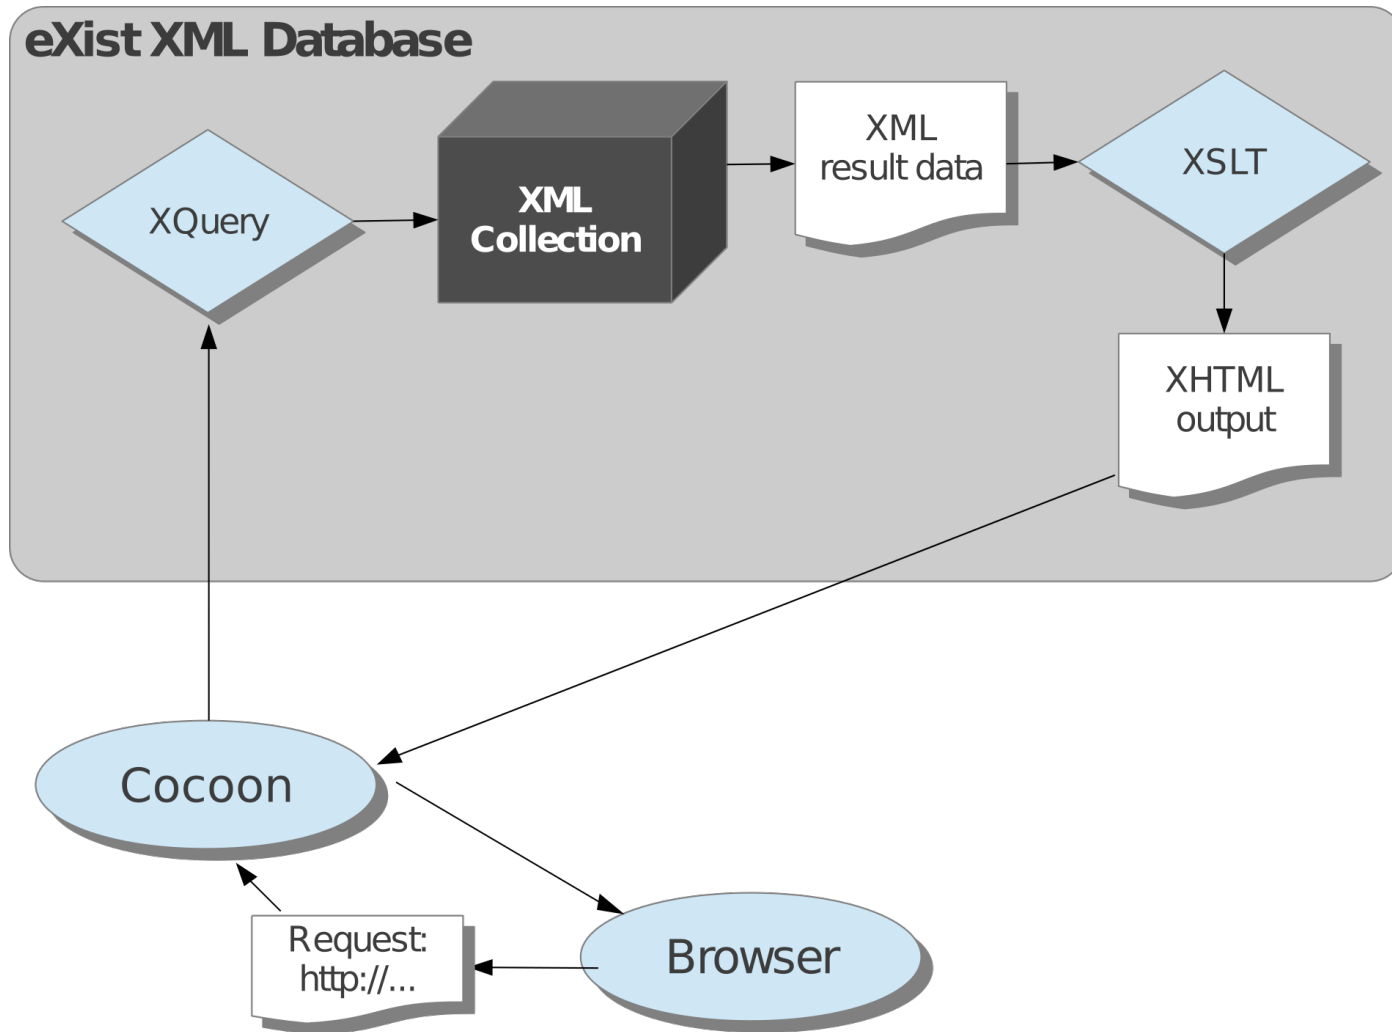 eXist XML Database
XQuery
XML
Collection
XML
result data
XSLT
XHTML
output
Cocoon
Request:
http://...
Browser